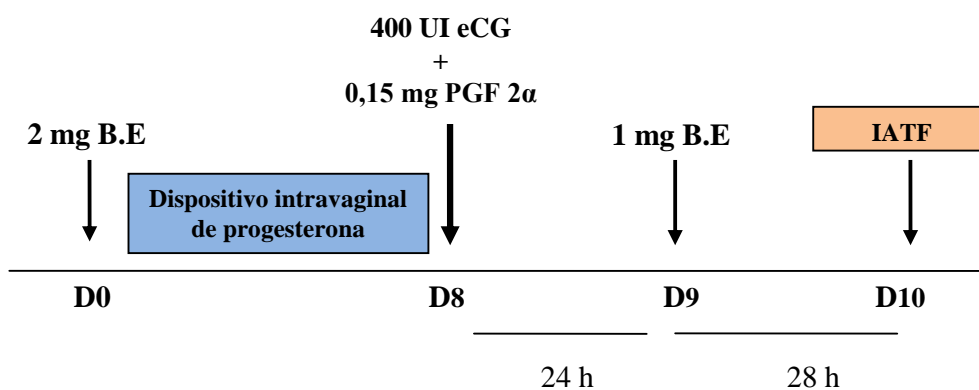 400 UI eCG
+
0,15 mg PGF 2α
2 mg B.E
1 mg B.E
IATF
Dispositivo intravaginal
de progesterona
D0
D8
D9
D10
24 h
28 h